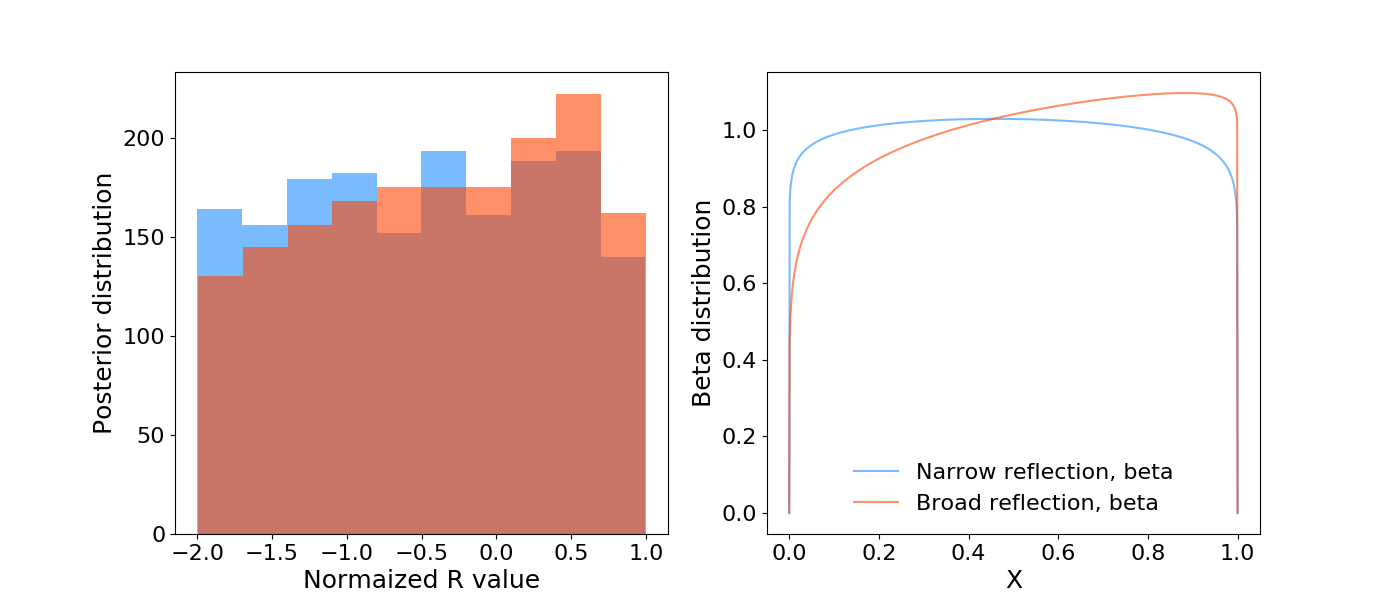 Posterior distribution
200
150
100
50
0
−2.0 −1.5 −1.0 −0.5 0.0 0.5 1.0
Normaized R value
Beta distribution
1.0
0.8
0.6
0.4
0.2
0.0
Narrow reflection, beta
Broad reflection, beta
0.0 0.2 0.4 0.6 0.8 1.0
X